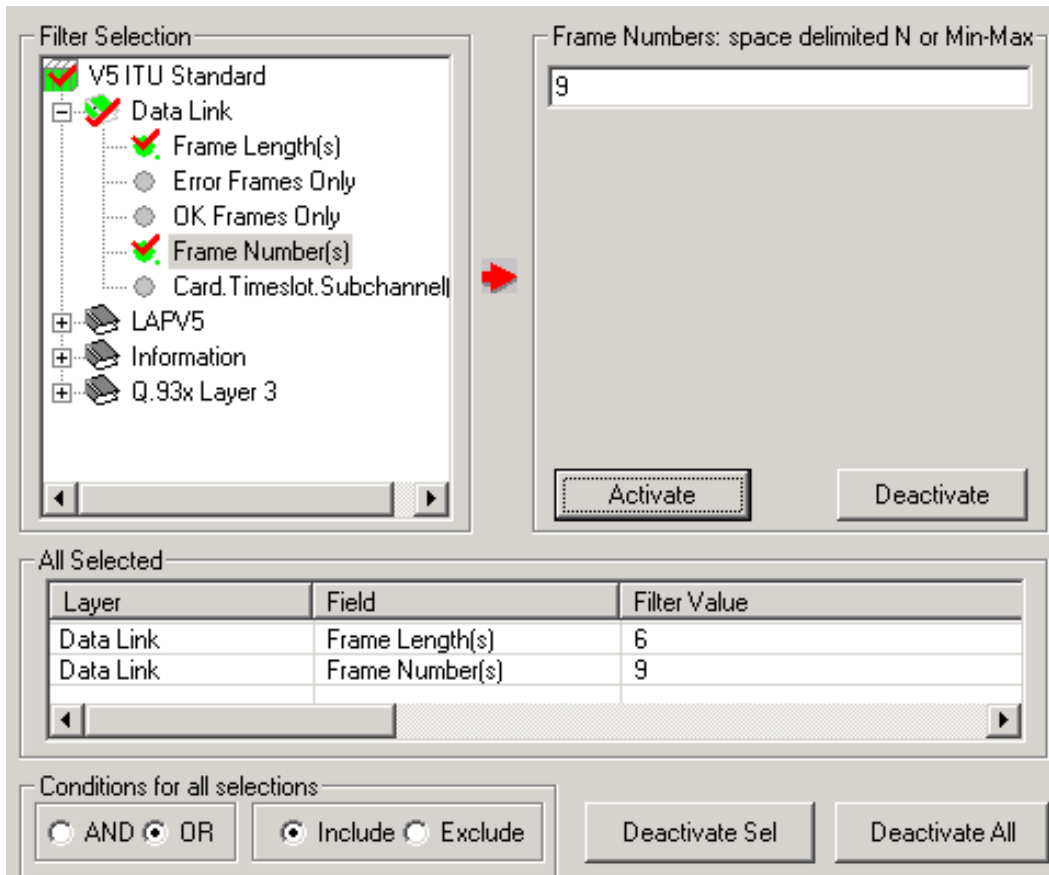 Filter Selection
V5 ITU Standard
Data Link
Frame Length(s)
Error Frames Only
OK Frames Only
Frame Number(s)
Card.Timeslot.Subchannel(
LAPV5
Information
Q.93x Layer 3
Frame Numbers: space delimited N or Min-Max
9
Activate Deactivate
All Selected
Layer Field Filter Value
Data Link Frame Length(s) 6
Data Link Frame Number(s) 9
Conditions for all selections
AND OR Include Exclude
Deactivate Sel Deactivate All